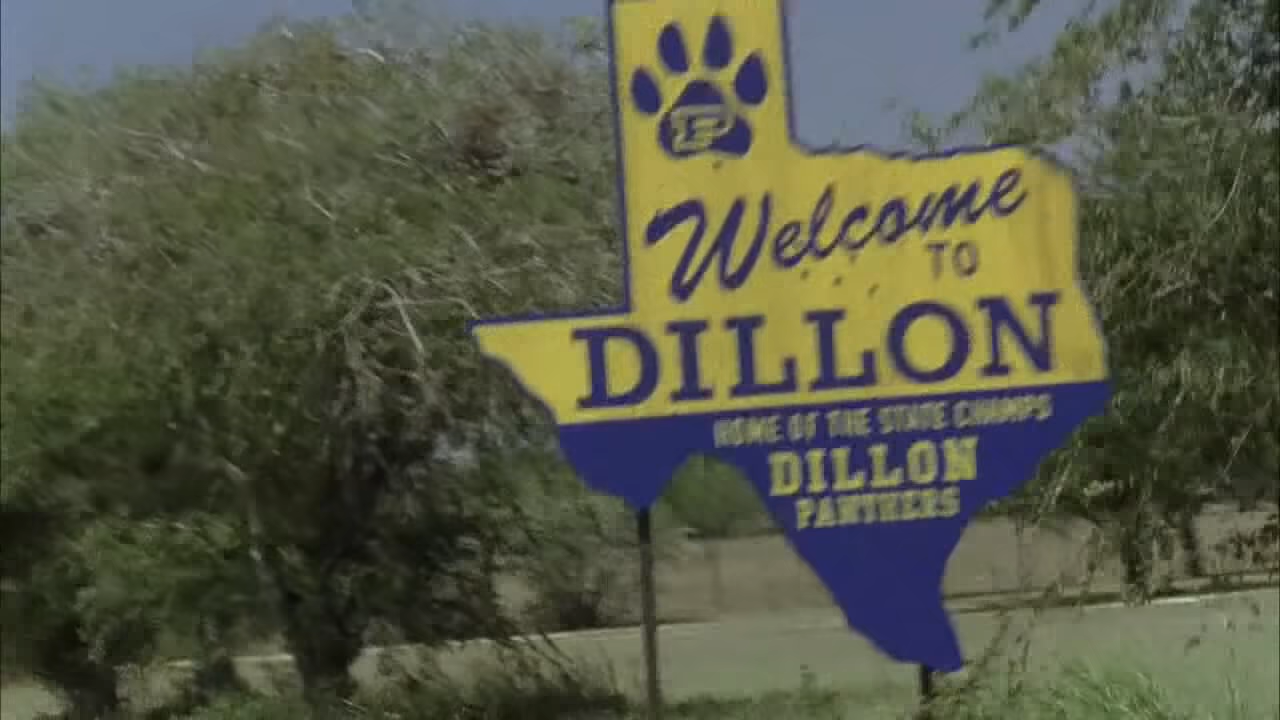 P
Welcome
TO
DILLON
HOME OF THE STATE CHAMPS
DILLON
PANTHERS